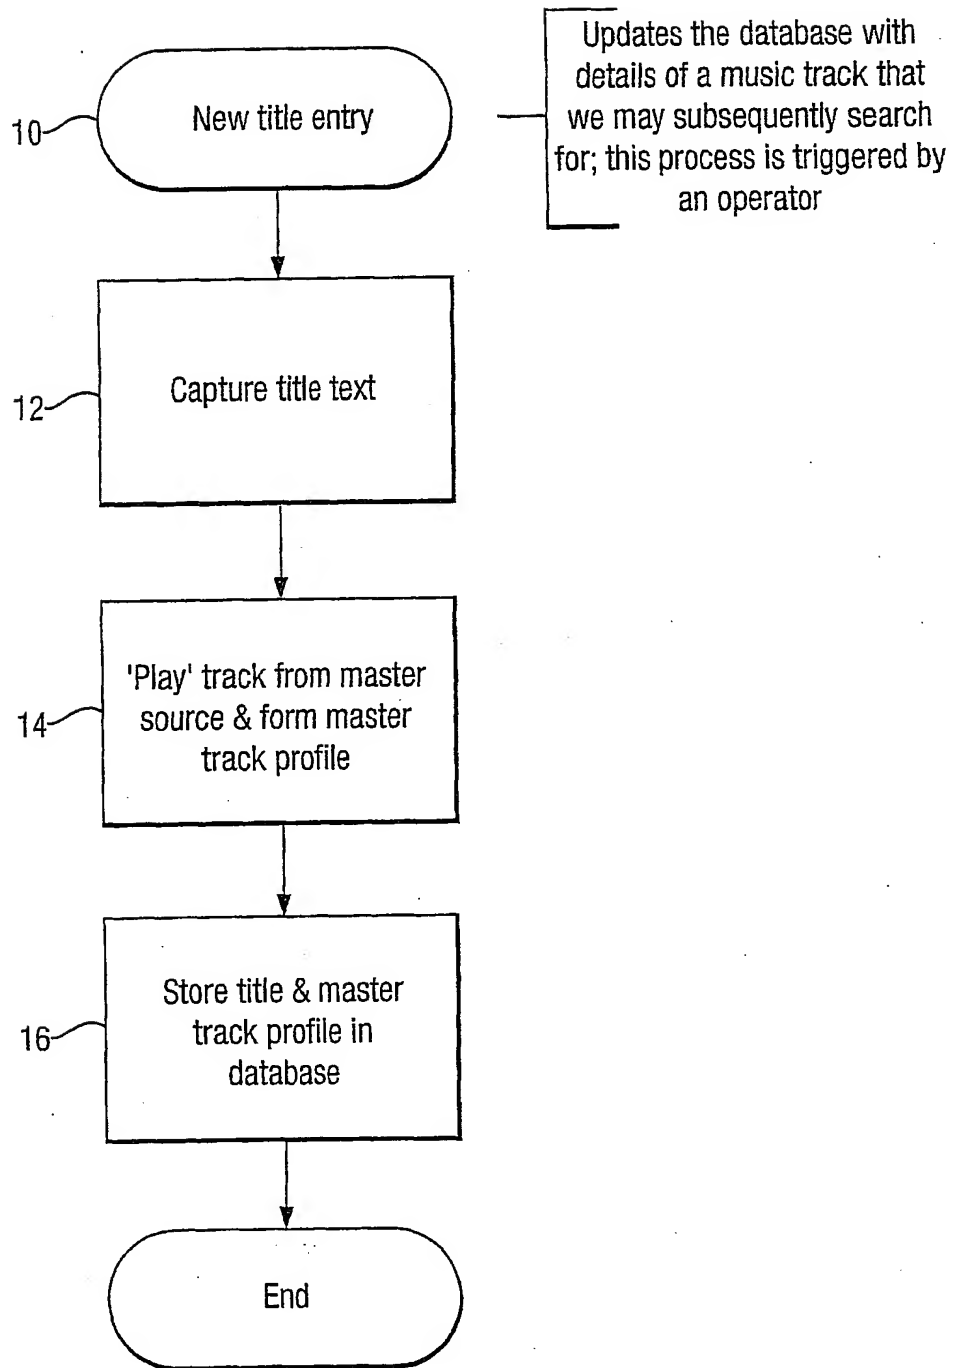 Updates the database with
details of a music track that
we may subsequently search
for; this process is triggered by
an operator
10
New title entry
12
Capture title text
14
'Play' track from master
source & form master
track profile
16
Store title & master
track profile in
database
End